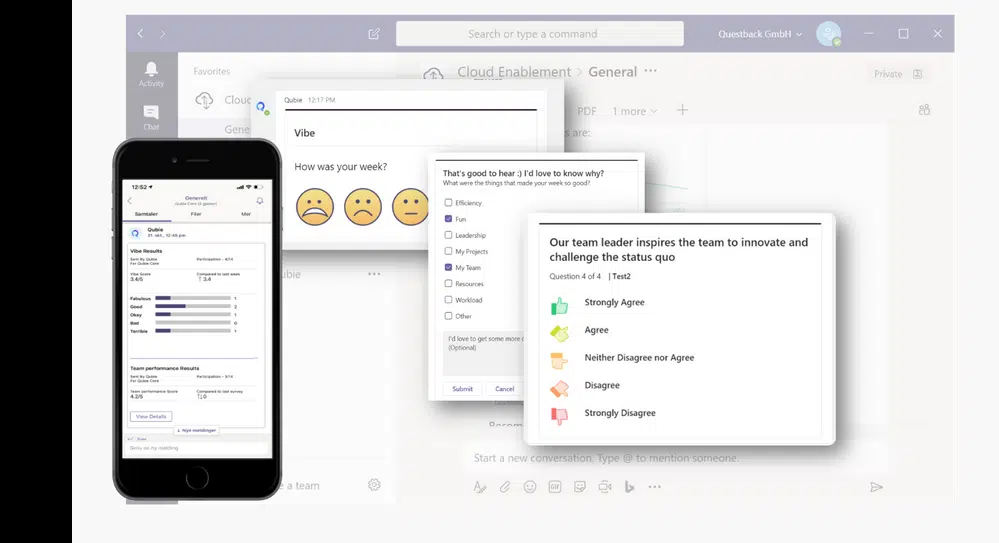 Search or type a command
Questback GmbH
Activity
Favorites
Cloud Enablement > General ...
Private
Chat
Clou
Gene
PDF
1 more
s are:
Qubie 12:17 PM
Vibe
How was your week?
ubie
That's good to hear :) I'd love to know why?
What were the things that made your week so good?
Efficiency
Fun
Leadership
My Projects
My Team
Resources
Workload
Other
I'd love to get some more
(Optional)
Submit
Cancel
Our team leader inspires the team to innovate and
challenge the status quo
Question 4 of 4 | Test2
Strongly Agree
Agree
Neither Disagree nor Agree
Disagree
Strongly Disagree
Start a new conversation. Type @ to mention someone.
GIF
e a team
12:52
Generelt
Samtaler
Filer
Mer
Qubie
Vibe Results
Sent By Qubie
For Qubie Core
Participation - 4/14
Vibe Score
3.4/5
Compared to last week
3.4
Fabulous 1
Good 2
Okay 1
Bad 0
Terrible 1
Team performance Results
Sent By Qubie
For Qubie Core
Participation - 3/14
Team performance Score
4.2/5
Compared to last survey
0
View Details
Nye meldinger